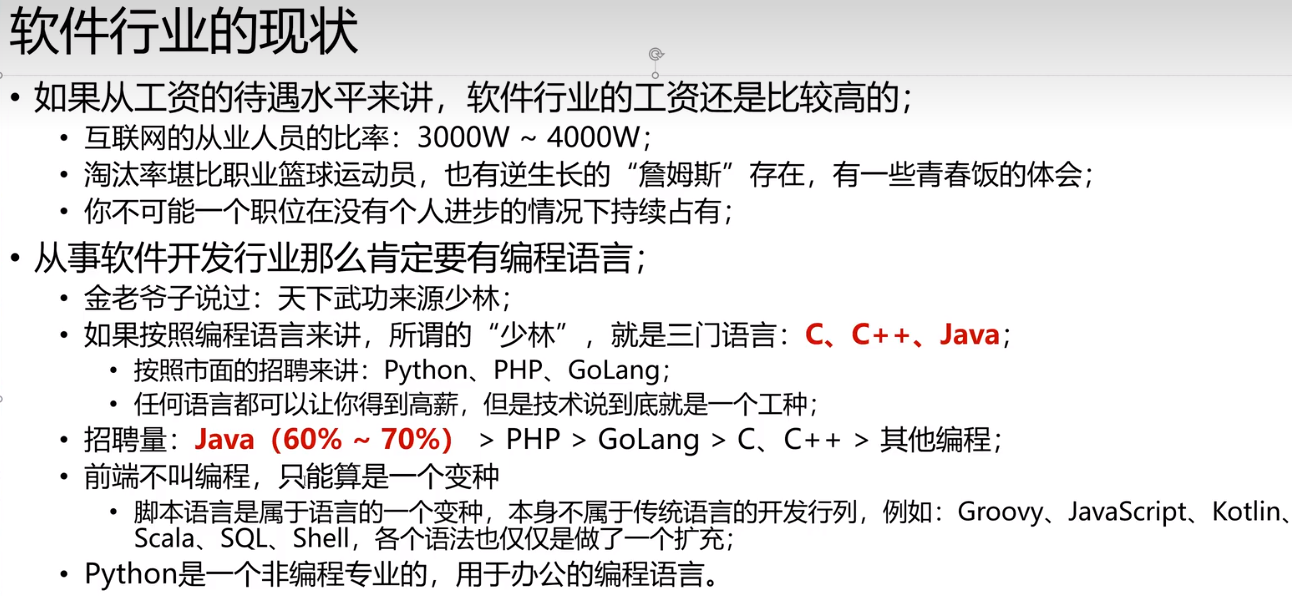 软件行业的现状
• 如果从工资的待遇水平来讲，软件行业的工资还是比较高的；
• 互联网的从业人员的比率：3000W ~ 4000W；
• 淘汰率堪比职业篮球运动员，也有逆生长的“詹姆斯”存在，有一些青春饭的体会；
• 你不可能一个职位在没有个人进步的情况下持续占有；
• 从事软件开发行业那么肯定要有编程语言；
• 金老爷子说过：天下武功来源少林；
• 如果按照编程语言来讲，所谓的“少林”，就是三门语言：C、C++、Java；
• 按照市面的招聘来讲：Python、PHP、GoLang；
• 任何语言都可以让你得到高薪，但是技术说到底就是一个工种；
• 招聘量：Java（60% ~ 70%） > PHP > GoLang > C、C++ > 其他编程；
• 前端不叫编程，只能算是一个变种
• 脚本语言是属于语言的一个变种，本身不属于传统语言的开发行列，例如：Groovy、JavaScript、Kotlin、
Scala、SQL、Shell，各个语法也仅仅是做了一个扩充；
• Python是一个非编程专业的，用于办公的编程语言。